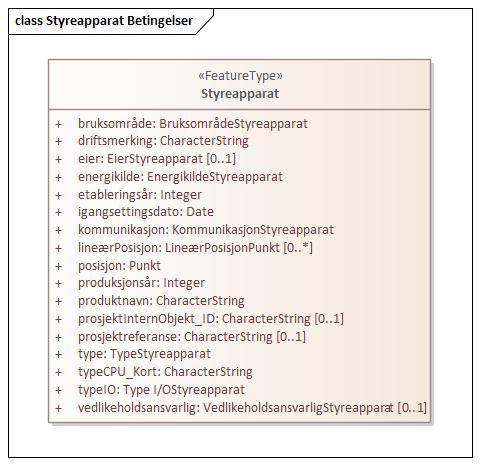 class Styreapparat Betingelser
«FeatureType»
Styreapparat
+ bruksområde: BruksområdeStyreapparat
+ driftsmerking: CharacterString
+ eier: EierStyreapparat [0..1]
+ energikilde: EnergikildeStyreapparat
+ etableringsår: Integer
+ igangsettingsdato: Date
+ kommunikasjon: KommunikasjonStyreapparat
+ lineærPosisjon: LineærPosisjonPunkt [0..*]
+ posisjon: Punkt
+ produksjonsår: Integer
+ produktnavn: CharacterString
+ prosjektInternObjekt_ID: CharacterString [0..1]
+ prosjektreferanse: CharacterString [0..1]
+ type: TypeStyreapparat
+ typeCPU_Kort: CharacterString
+ typeIO: Type I/OStyreapparat
+ vedlikeholdsansvarlig: VedlikeholdsansvarligStyreapparat [0..1]